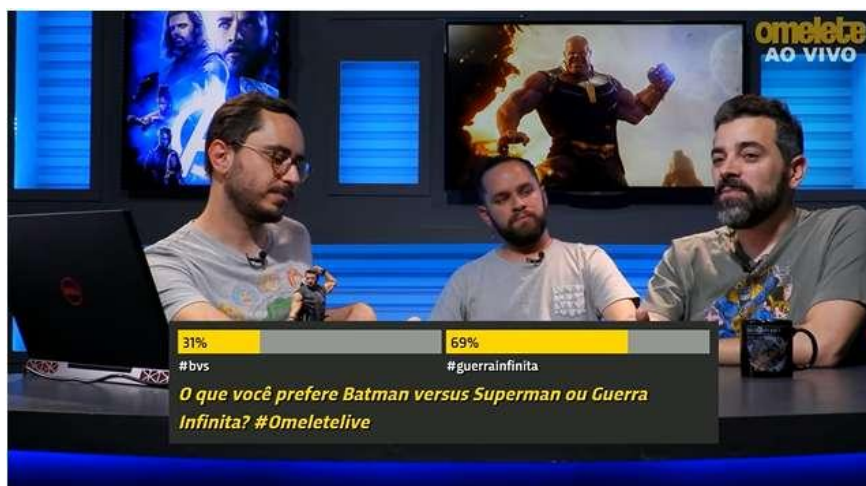 omelete
AO VIVO
31%
69%
#bvs
#guerrainfinita
O que você prefere Batman versus Superman ou Guerra
Infinita? #Omeletelive